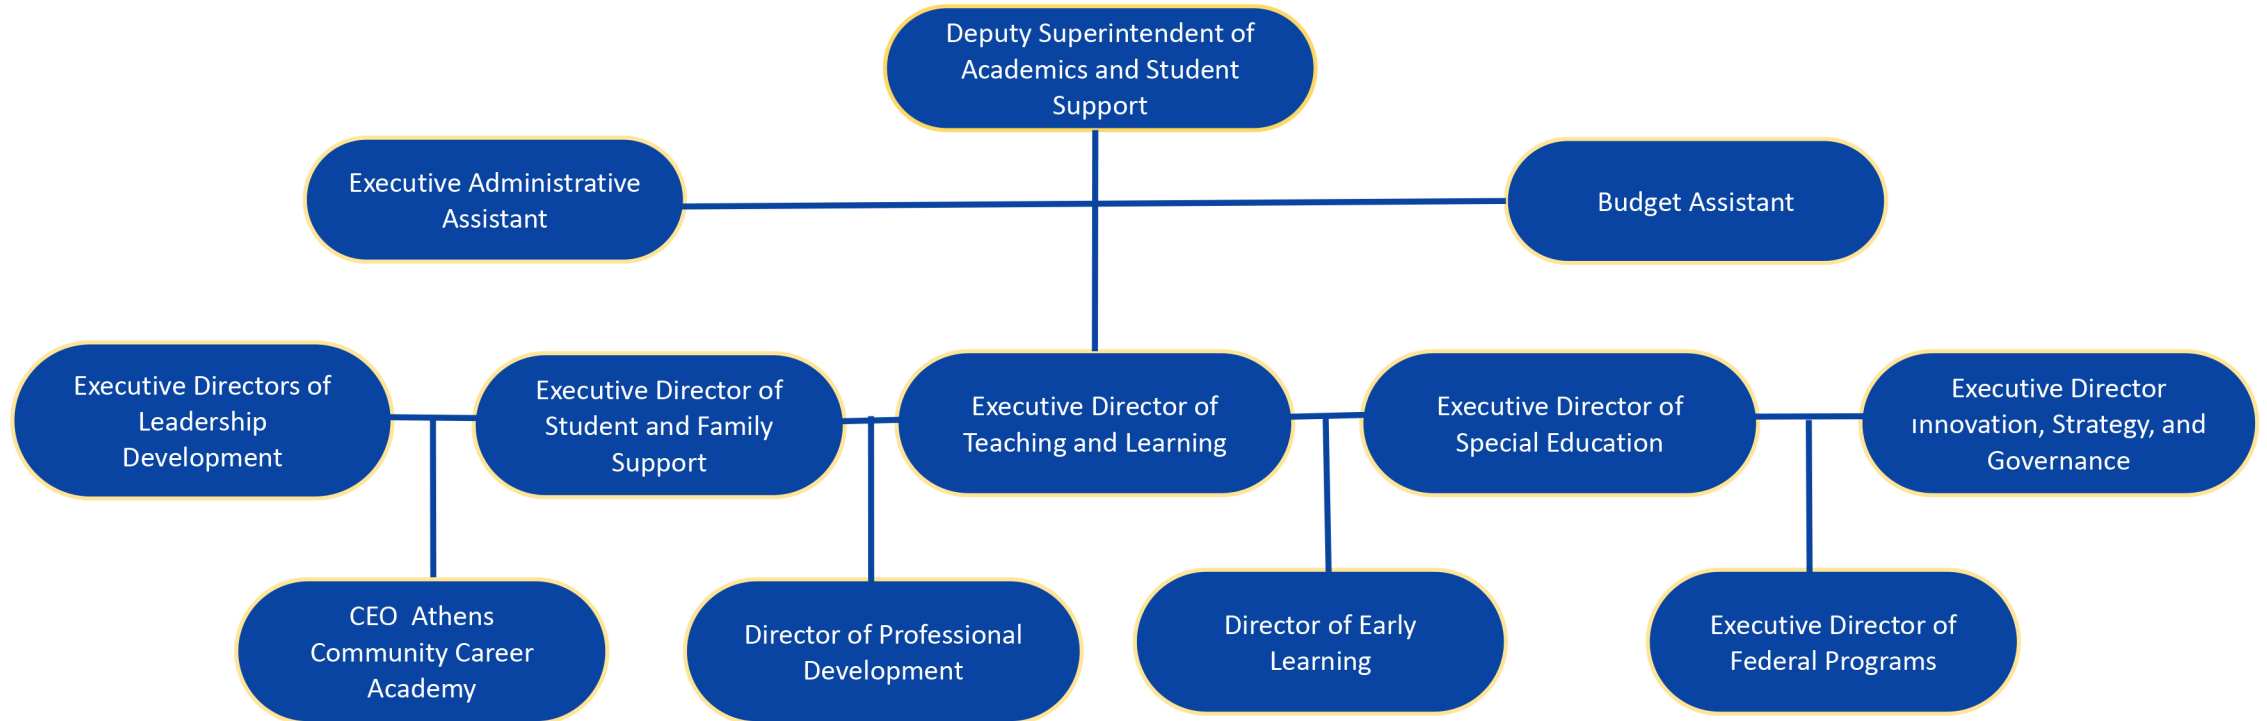 Deputy Superintendent of
Academics and Student
Support
Executive Administrative
Assistant
Budget Assistant
Executive Directors of
Leadership
Development
Executive Director of
Student and Family
Support
Executive Director of
Teaching and Learning
Executive Director of
Special Education
Executive Director
ınnovation, Strategy, and
Governance
CEO  Athens
Community Career
Academy
Director of Professional
Development
Director of Early
Learning
Executive Director of
Federal Programs